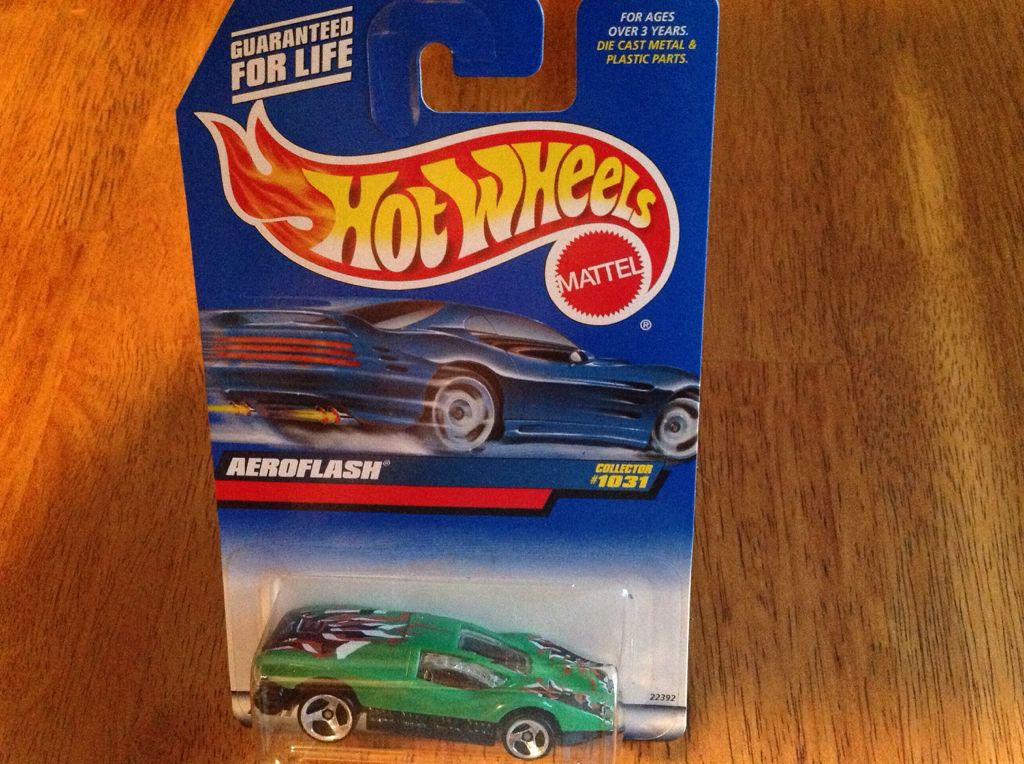 GUARANTEED
FOR LIFE
FOR AGES
OVER 3 YEARS.
DIE CAST METAL &
PLASTIC PARTS.
HOT WHEELS
MATTEL
®
AEROFLASH®
COLLECTOR
#1031
22392